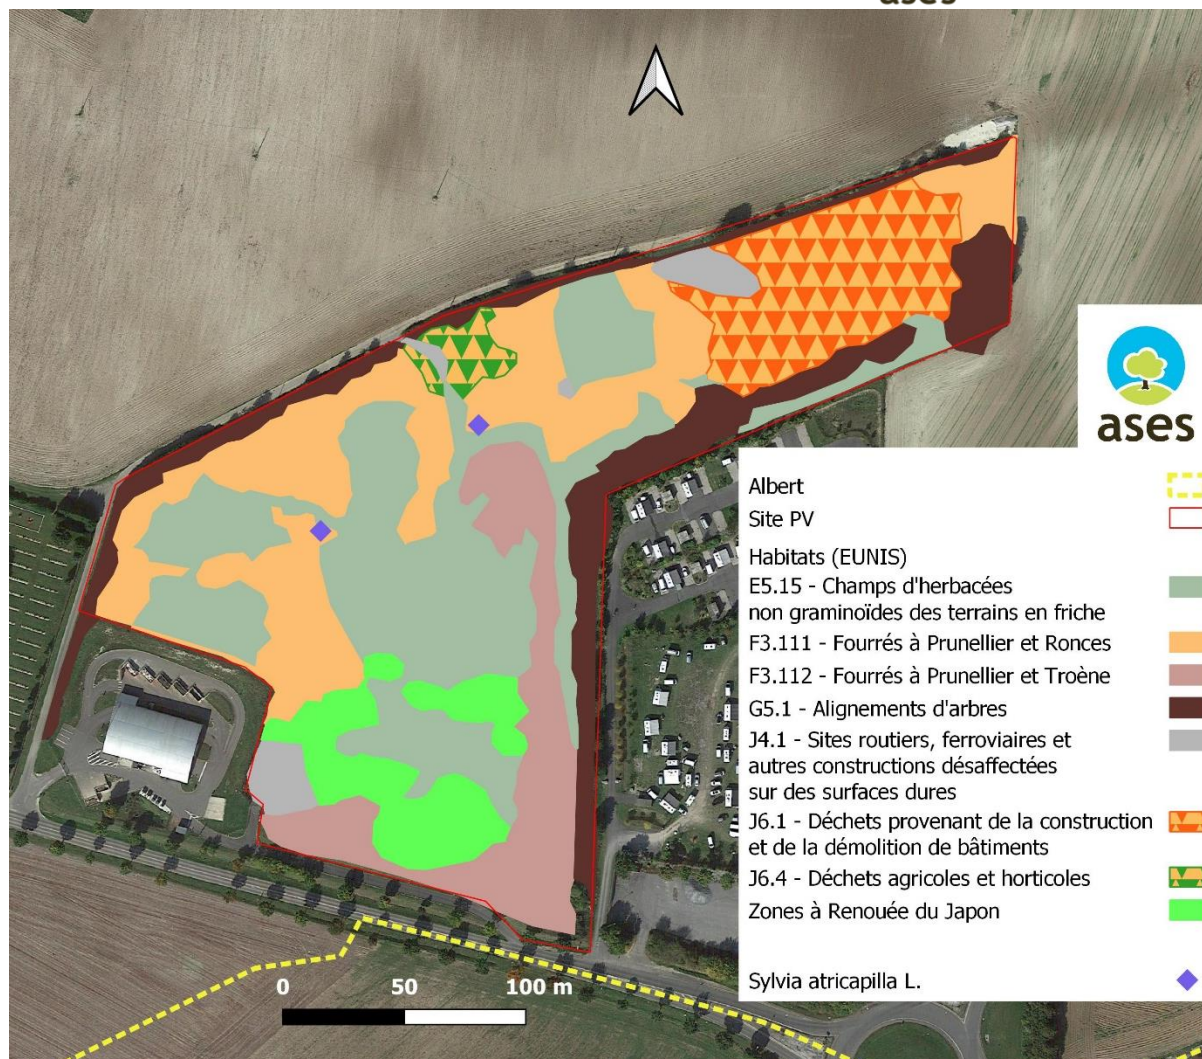 ases
ases
Albert
Site PV
Habitats (EUNIS)
E5.15 - Champs d'herbacées
non graminoïdes des terrains en friche
F3.111 - Fourrés à Prunellier et Ronces
F3.112 - Fourrés à Prunellier et Troène
G5.1 - Alignements d'arbres
J4.1 - Sites routiers, ferroviaires et
autres constructions désaffectées
sur des surfaces dures
J6.1 - Déchets provenant de la construction
et de la démolition de bâtiments
J6.4 - Déchets agricoles et horticoles
Zones à Renouée du Japon
Sylvia atricapilla L.
0 50 100 m